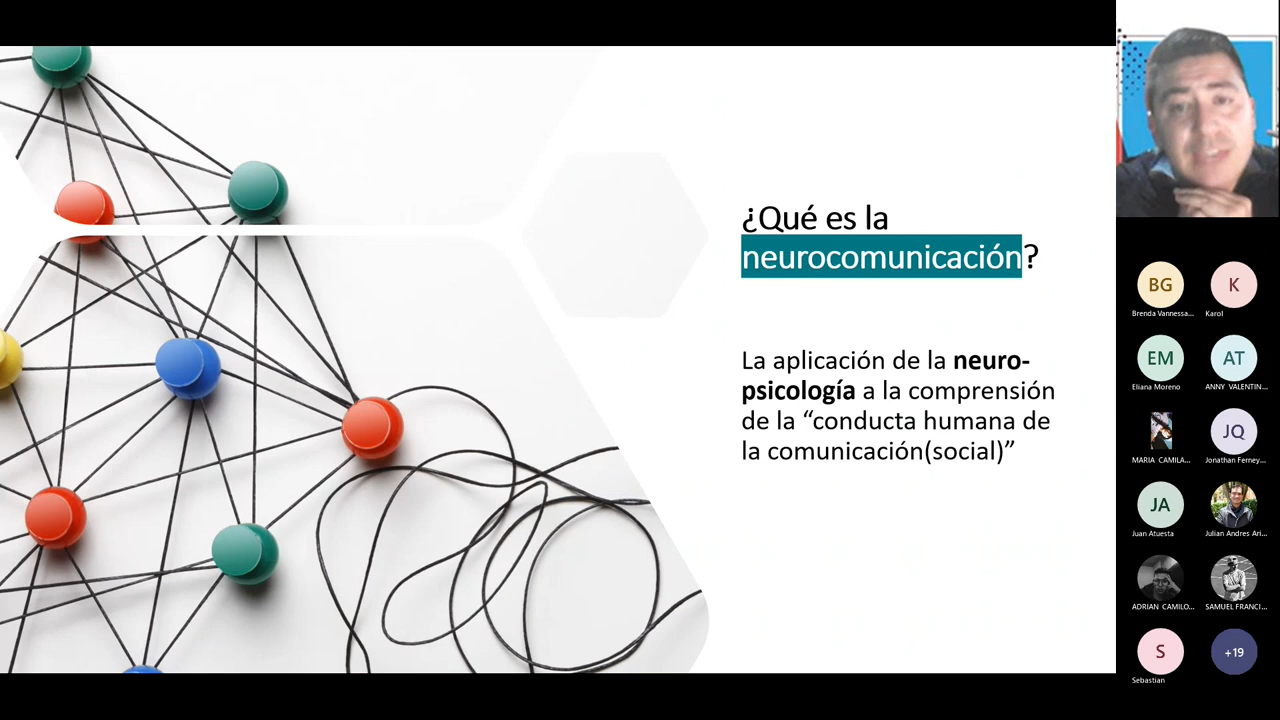 ¿Qué es la
neurocomunicación?
La aplicación de la neuro-
psicología a la comprensión
de la “conducta humana de
la comunicación(social)”
BG
Brenda Vannessa...
K
Karol
EM
Eliana Moreno
AT
ANNY VALENTIN...
MARIA CAMILA...
JQ
Jonathan Ferney...
JA
Juan Atuesta
Julian Andres Ari...
ADRIAN CAMILO...
SAMUEL FRANCI...
S
Sebastian
+19